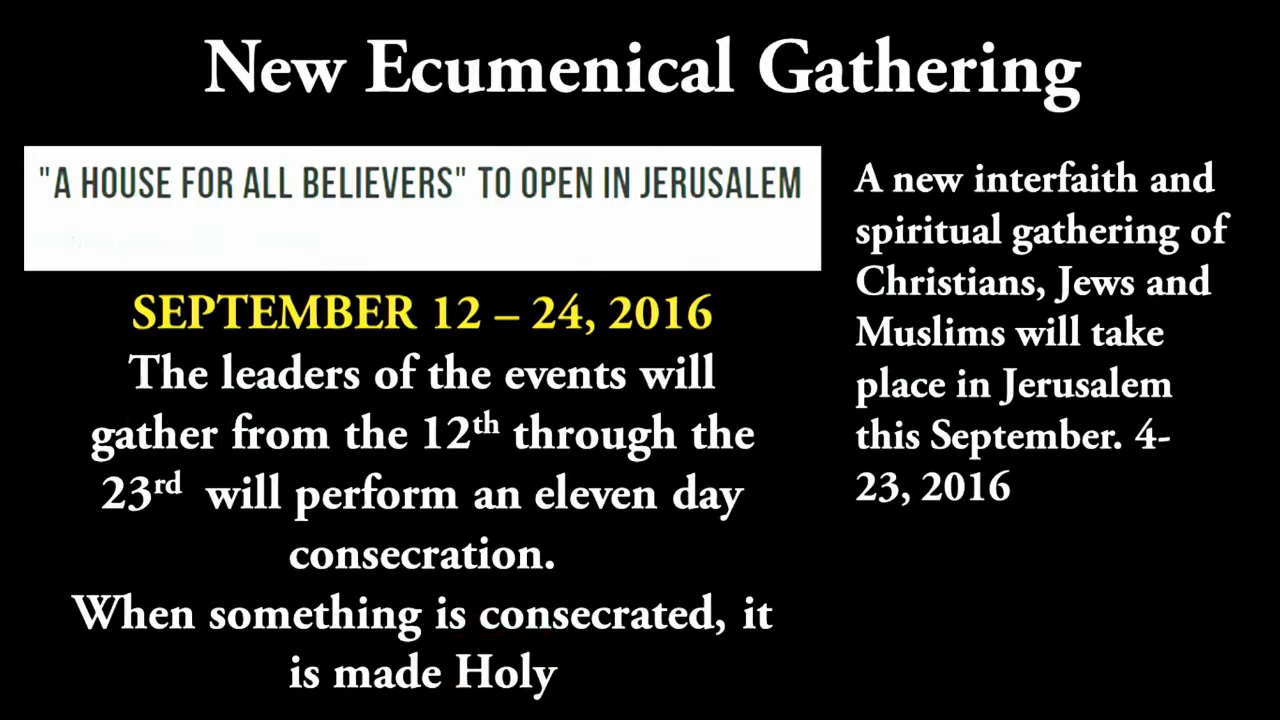 New Ecumenical Gathering
"A HOUSE FOR ALL BELIEVERS" TO OPEN IN JERUSALEM
SEPTEMBER 12 – 24, 2016
The leaders of the events will
gather from the 12th through the
23rd will perform an eleven day
consecration.
When something is consecrated, it
is made Holy
A new interfaith and
spiritual gathering of
Christians, Jews and
Muslims will take
place in Jerusalem
this September. 4-
23, 2016